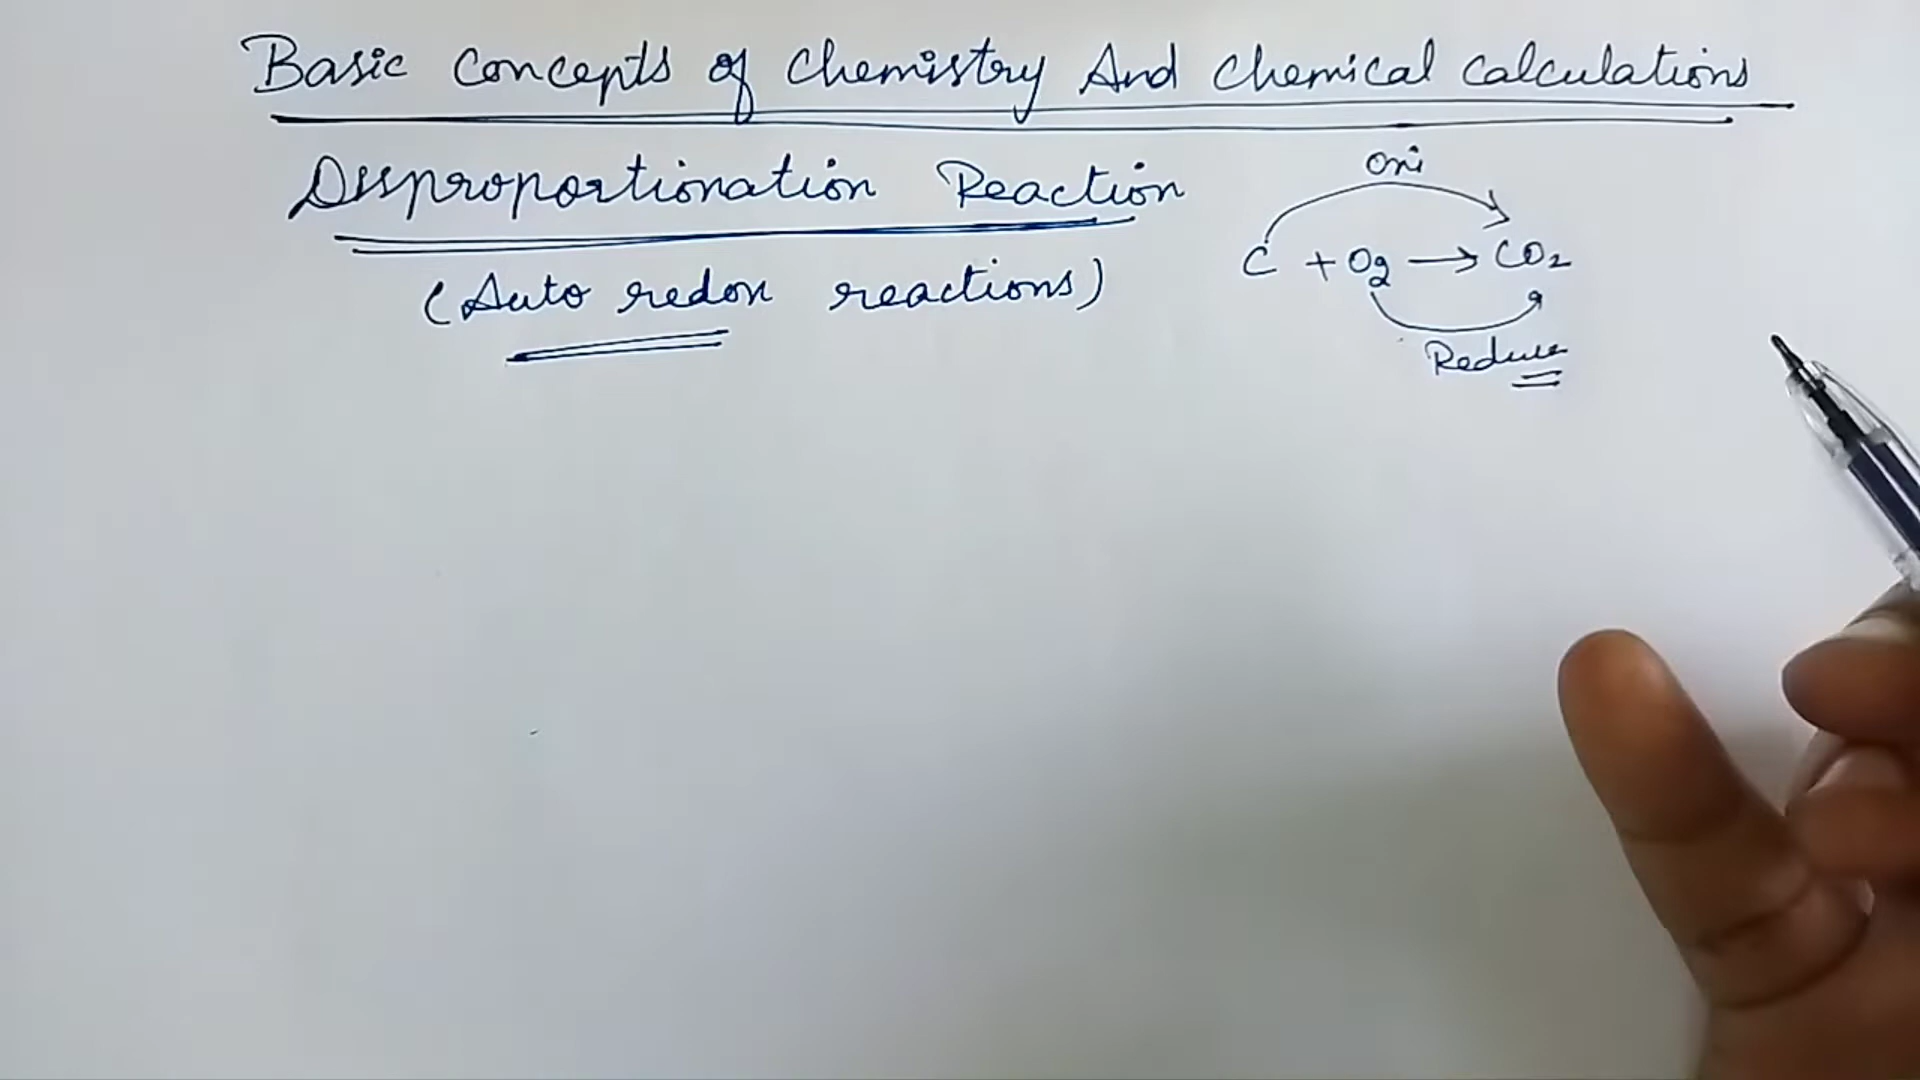 Basic Concepts of Chemistry And Chemical Calculations
Disproportionation Reaction
(Auto redox reactions)
Oxi
C + O2 → CO2
Reduce